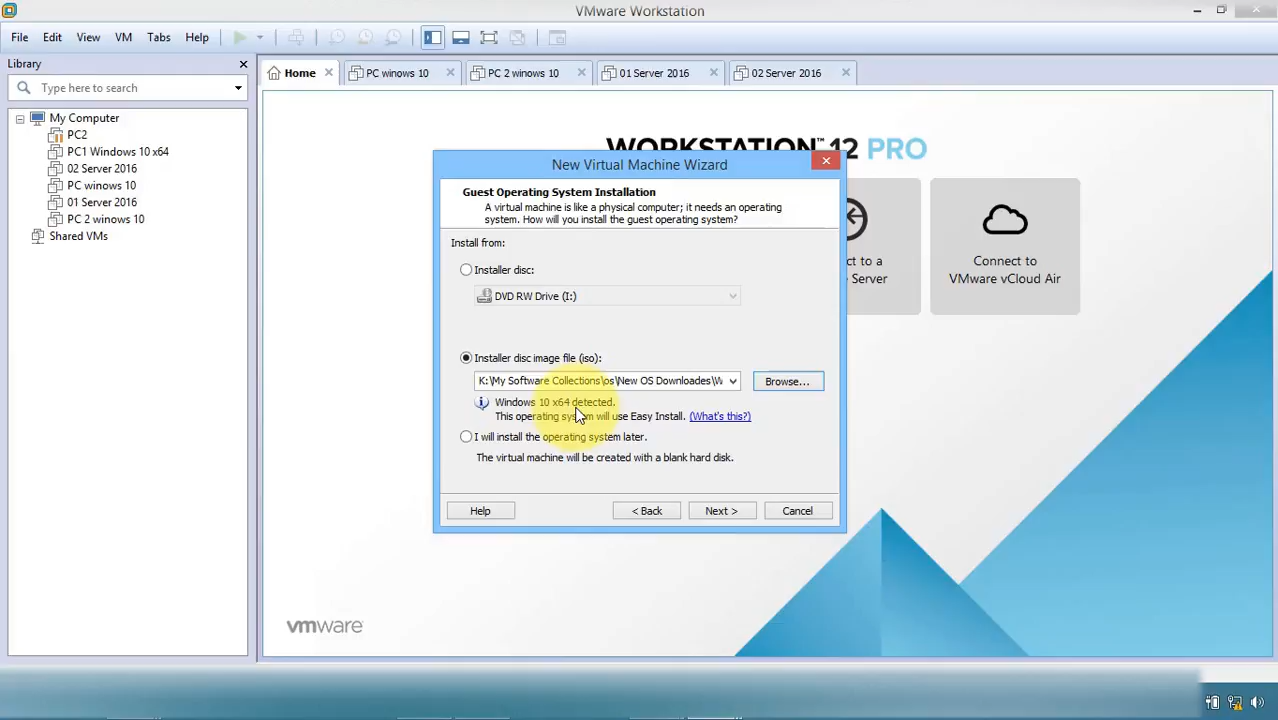 VMware Workstation
File Edit View VM Tabs Help
Library
Type here to search
My Computer
PC2
PC1 Windows 10 x64
02 Server 2016
PC winows 10
01 Server 2016
PC 2 winows 10
Shared VMs
Home PC winows 10 PC 2 winows 10 01 Server 2016 02 Server 2016
WORKSTATION™ 12 PRO
New Virtual Machine Wizard
Guest Operating System Installation
A virtual machine is like a physical computer; it needs an operating
system. How will you install the guest operating system?
Install from:
Installer disc:
DVD RW Drive (I:)
Installer disc image file (iso):
K:\My Software Collections\os\New OS Downloades\W
Browse...
Windows 10 x64 detected.
This operating system will use Easy Install. (What's this?)
I will install the operating system later.
The virtual machine will be created with a blank hard disk.
Help < Back Next > Cancel
ct to a
Server
Connect to
VMware vCloud Air
vmware